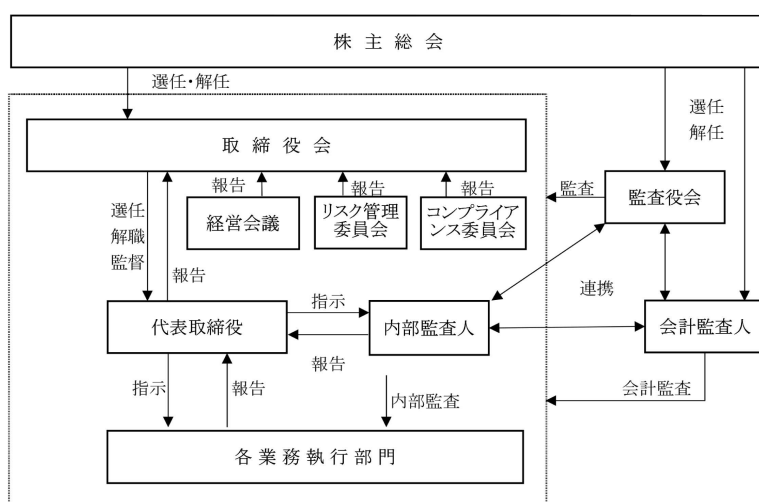 株主総会
選任・解任
選任
解任
取締役会
報告
報告
報告
監査
監査役会
経営会議
リスク管理
委員会
コンプライア
ンス委員会
選任
解職
監督
報告
連携
指示
代表取締役
内部監査人
会計監査人
報告
指示
報告
内部監査
会計監査
各業務執行部門